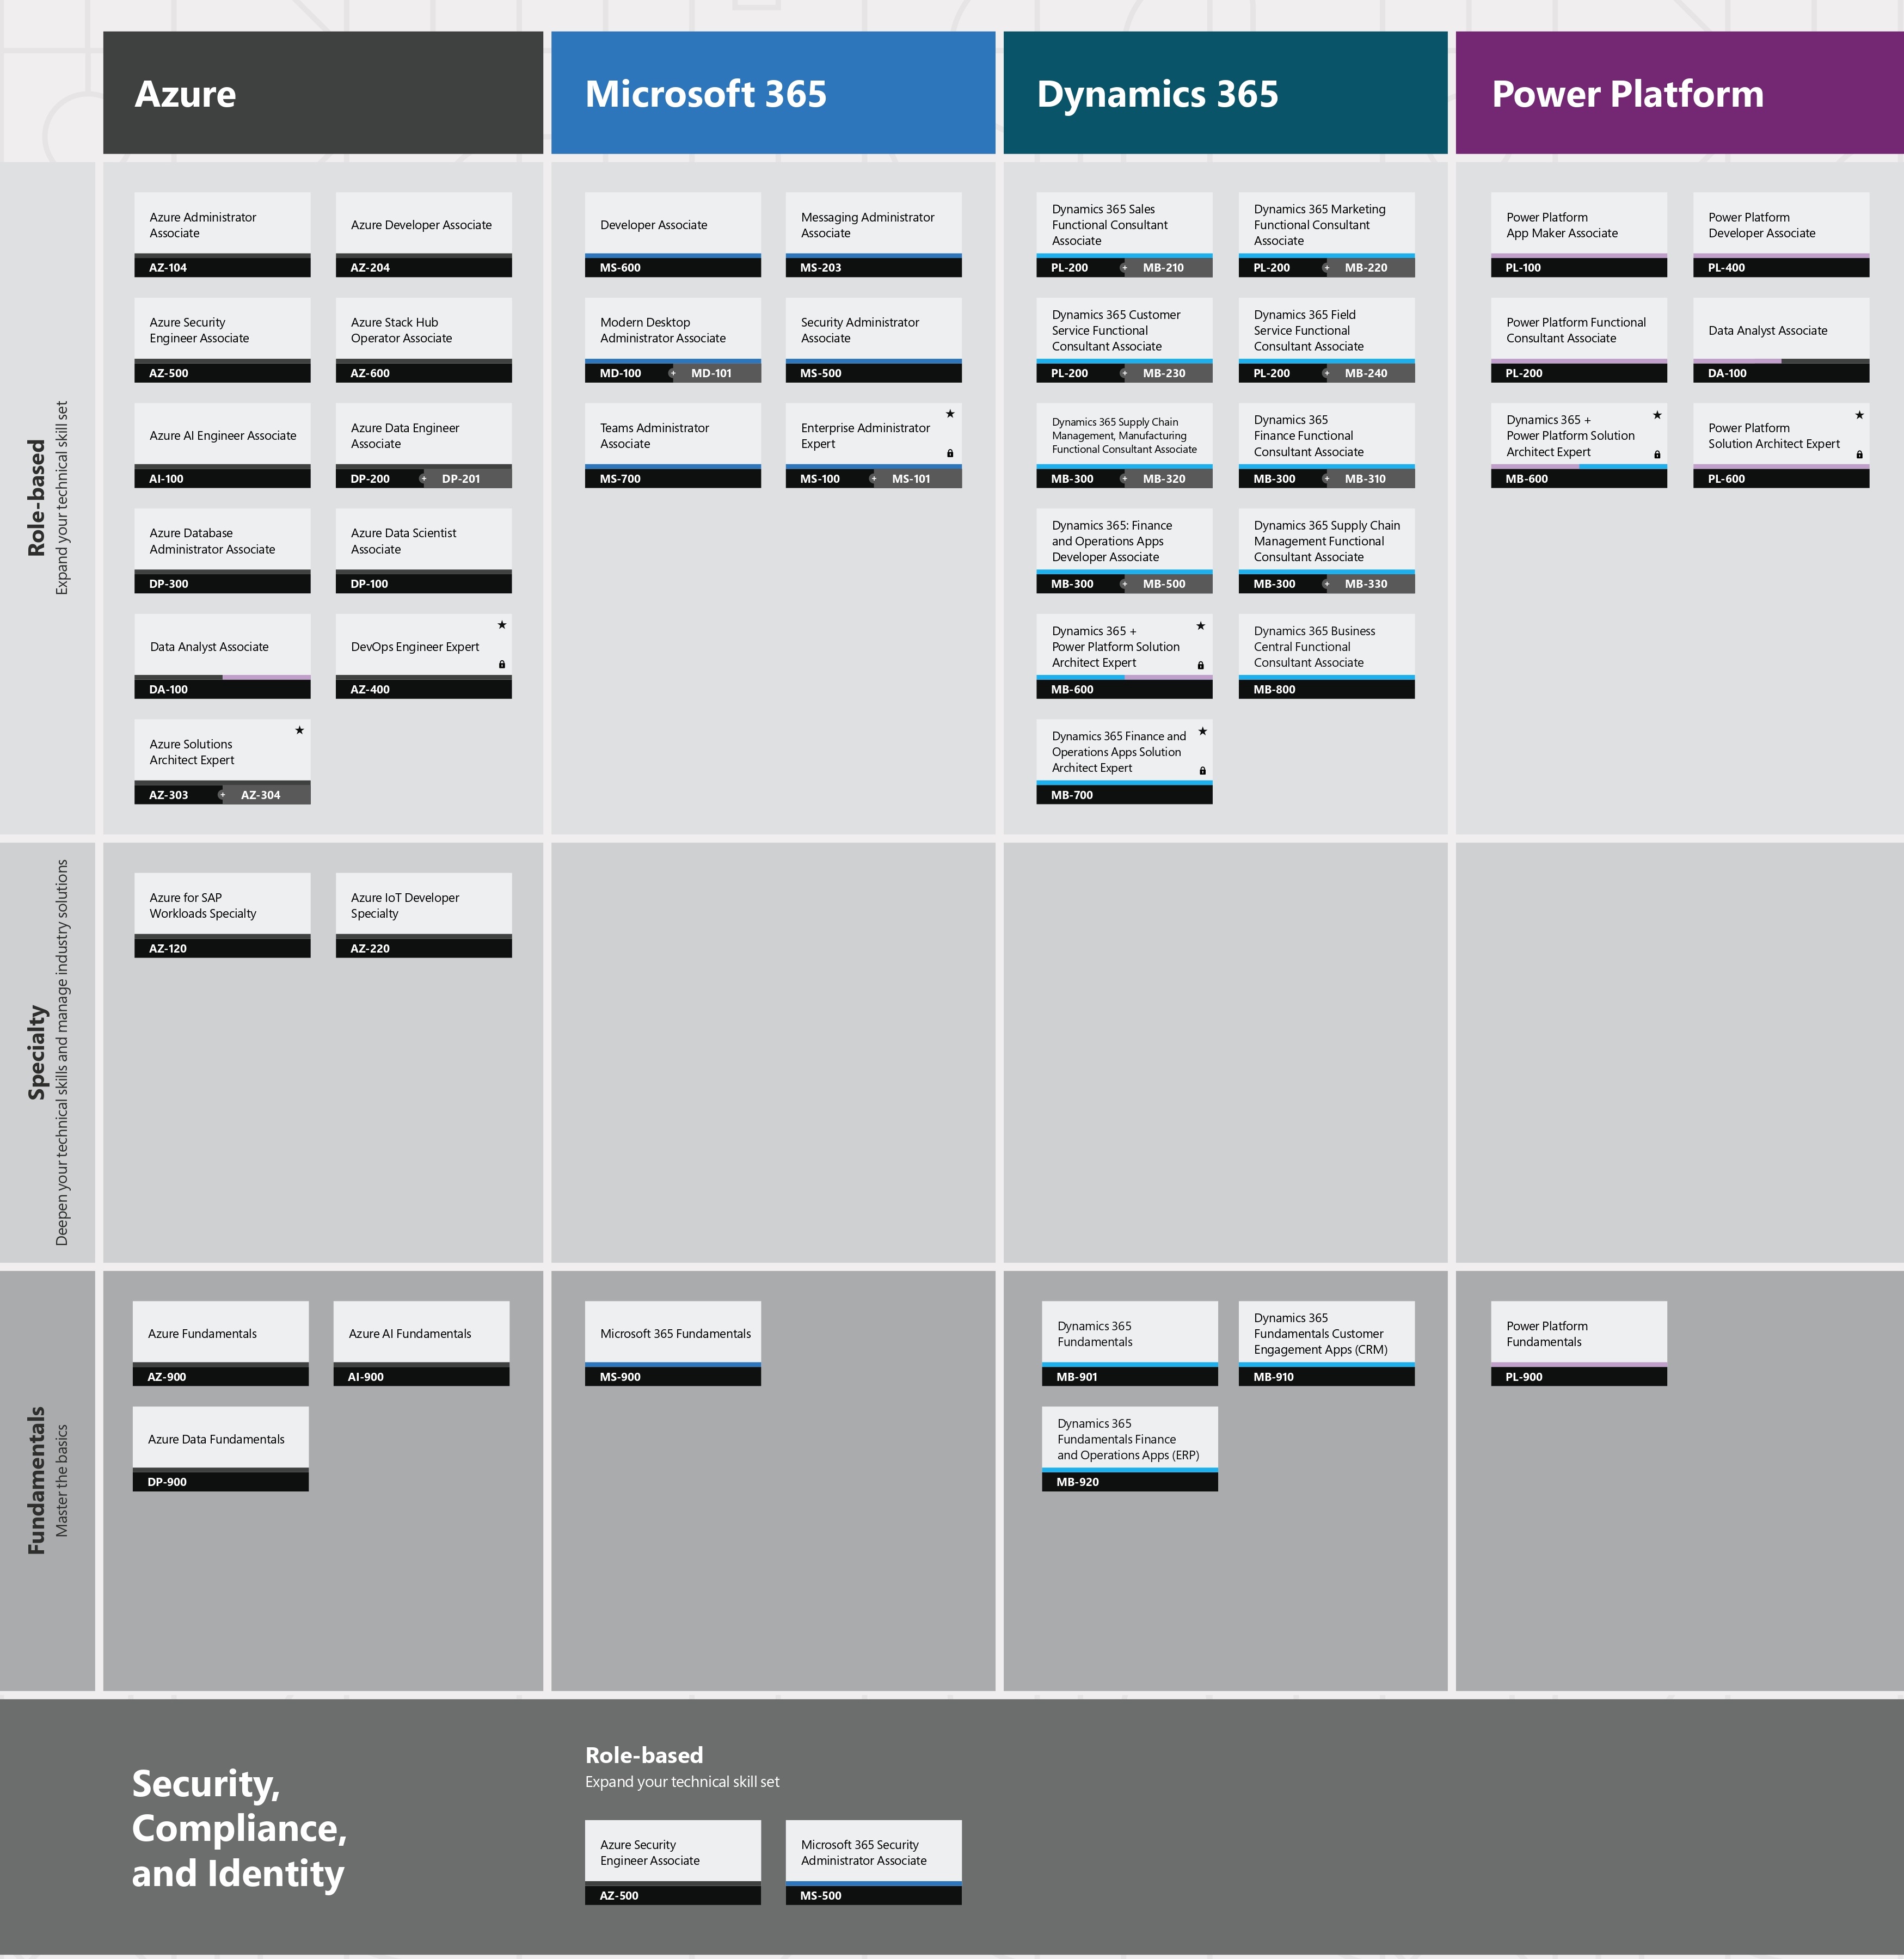 Azure
Microsoft 365
Dynamics 365
Power Platform
Role-based
Expand your technical skill set
Azure Administrator
Associate
AZ-104
Azure Developer Associate
AZ-204
Azure Security
Engineer Associate
AZ-500
Azure Stack Hub
Operator Associate
AZ-600
Azure AI Engineer Associate
AI-100
Azure Data Engineer
Associate
DP-200 + DP-201
Azure Database
Administrator Associate
DP-300
Azure Data Scientist
Associate
DP-100
Data Analyst Associate
DA-100
DevOps Engineer Expert
AZ-400
Azure Solutions
Architect Expert
AZ-303 + AZ-304
Developer Associate
MS-600
Messaging Administrator
Associate
MS-203
Modern Desktop
Administrator Associate
MD-100 + MD-101
Security Administrator
Associate
MS-500
Teams Administrator
Associate
MS-700
Enterprise Administrator
Expert
MS-100 + MS-101
Dynamics 365 Sales
Functional Consultant
Associate
PL-200 + MB-210
Dynamics 365 Marketing
Functional Consultant
Associate
PL-200 + MB-220
Dynamics 365 Customer
Service Functional
Consultant Associate
PL-200 + MB-230
Dynamics 365 Field
Service Functional
Consultant Associate
PL-200 + MB-240
Dynamics 365 Supply Chain
Management, Manufacturing
Functional Consultant Associate
MB-300 + MB-320
Dynamics 365
Finance Functional
Consultant Associate
MB-300 + MB-310
Dynamics 365: Finance
and Operations Apps
Developer Associate
MB-300 + MB-500
Dynamics 365 Supply Chain
Management Functional
Consultant Associate
MB-300 + MB-330
Dynamics 365 +
Power Platform Solution
Architect Expert
MB-600
Dynamics 365 Business
Central Functional
Consultant Associate
MB-800
Dynamics 365 Finance and
Operations Apps Solution
Architect Expert
MB-700
Power Platform
App Maker Associate
PL-100
Power Platform
Developer Associate
PL-400
Power Platform Functional
Consultant Associate
PL-200
Data Analyst Associate
DA-100
Dynamics 365 +
Power Platform Solution
Architect Expert
MB-600
Power Platform
Solution Architect Expert
PL-600
Specialty
Deepen your technical skills and manage industry solutions
Azure for SAP
Workloads Specialty
AZ-120
Azure IoT Developer
Specialty
AZ-220
Fundamentals
Master the basics
Azure Fundamentals
AZ-900
Azure AI Fundamentals
AI-900
Azure Data Fundamentals
DP-900
Microsoft 365 Fundamentals
MS-900
Dynamics 365
Fundamentals
MB-901
Dynamics 365
Fundamentals Customer
Engagement Apps (CRM)
MB-910
Dynamics 365
Fundamentals Finance
and Operations Apps (ERP)
MB-920
Power Platform
Fundamentals
PL-900
Security,
Compliance,
and Identity
Role-based
Expand your technical skill set
Azure Security
Engineer Associate
AZ-500
Microsoft 365 Security
Administrator Associate
MS-500